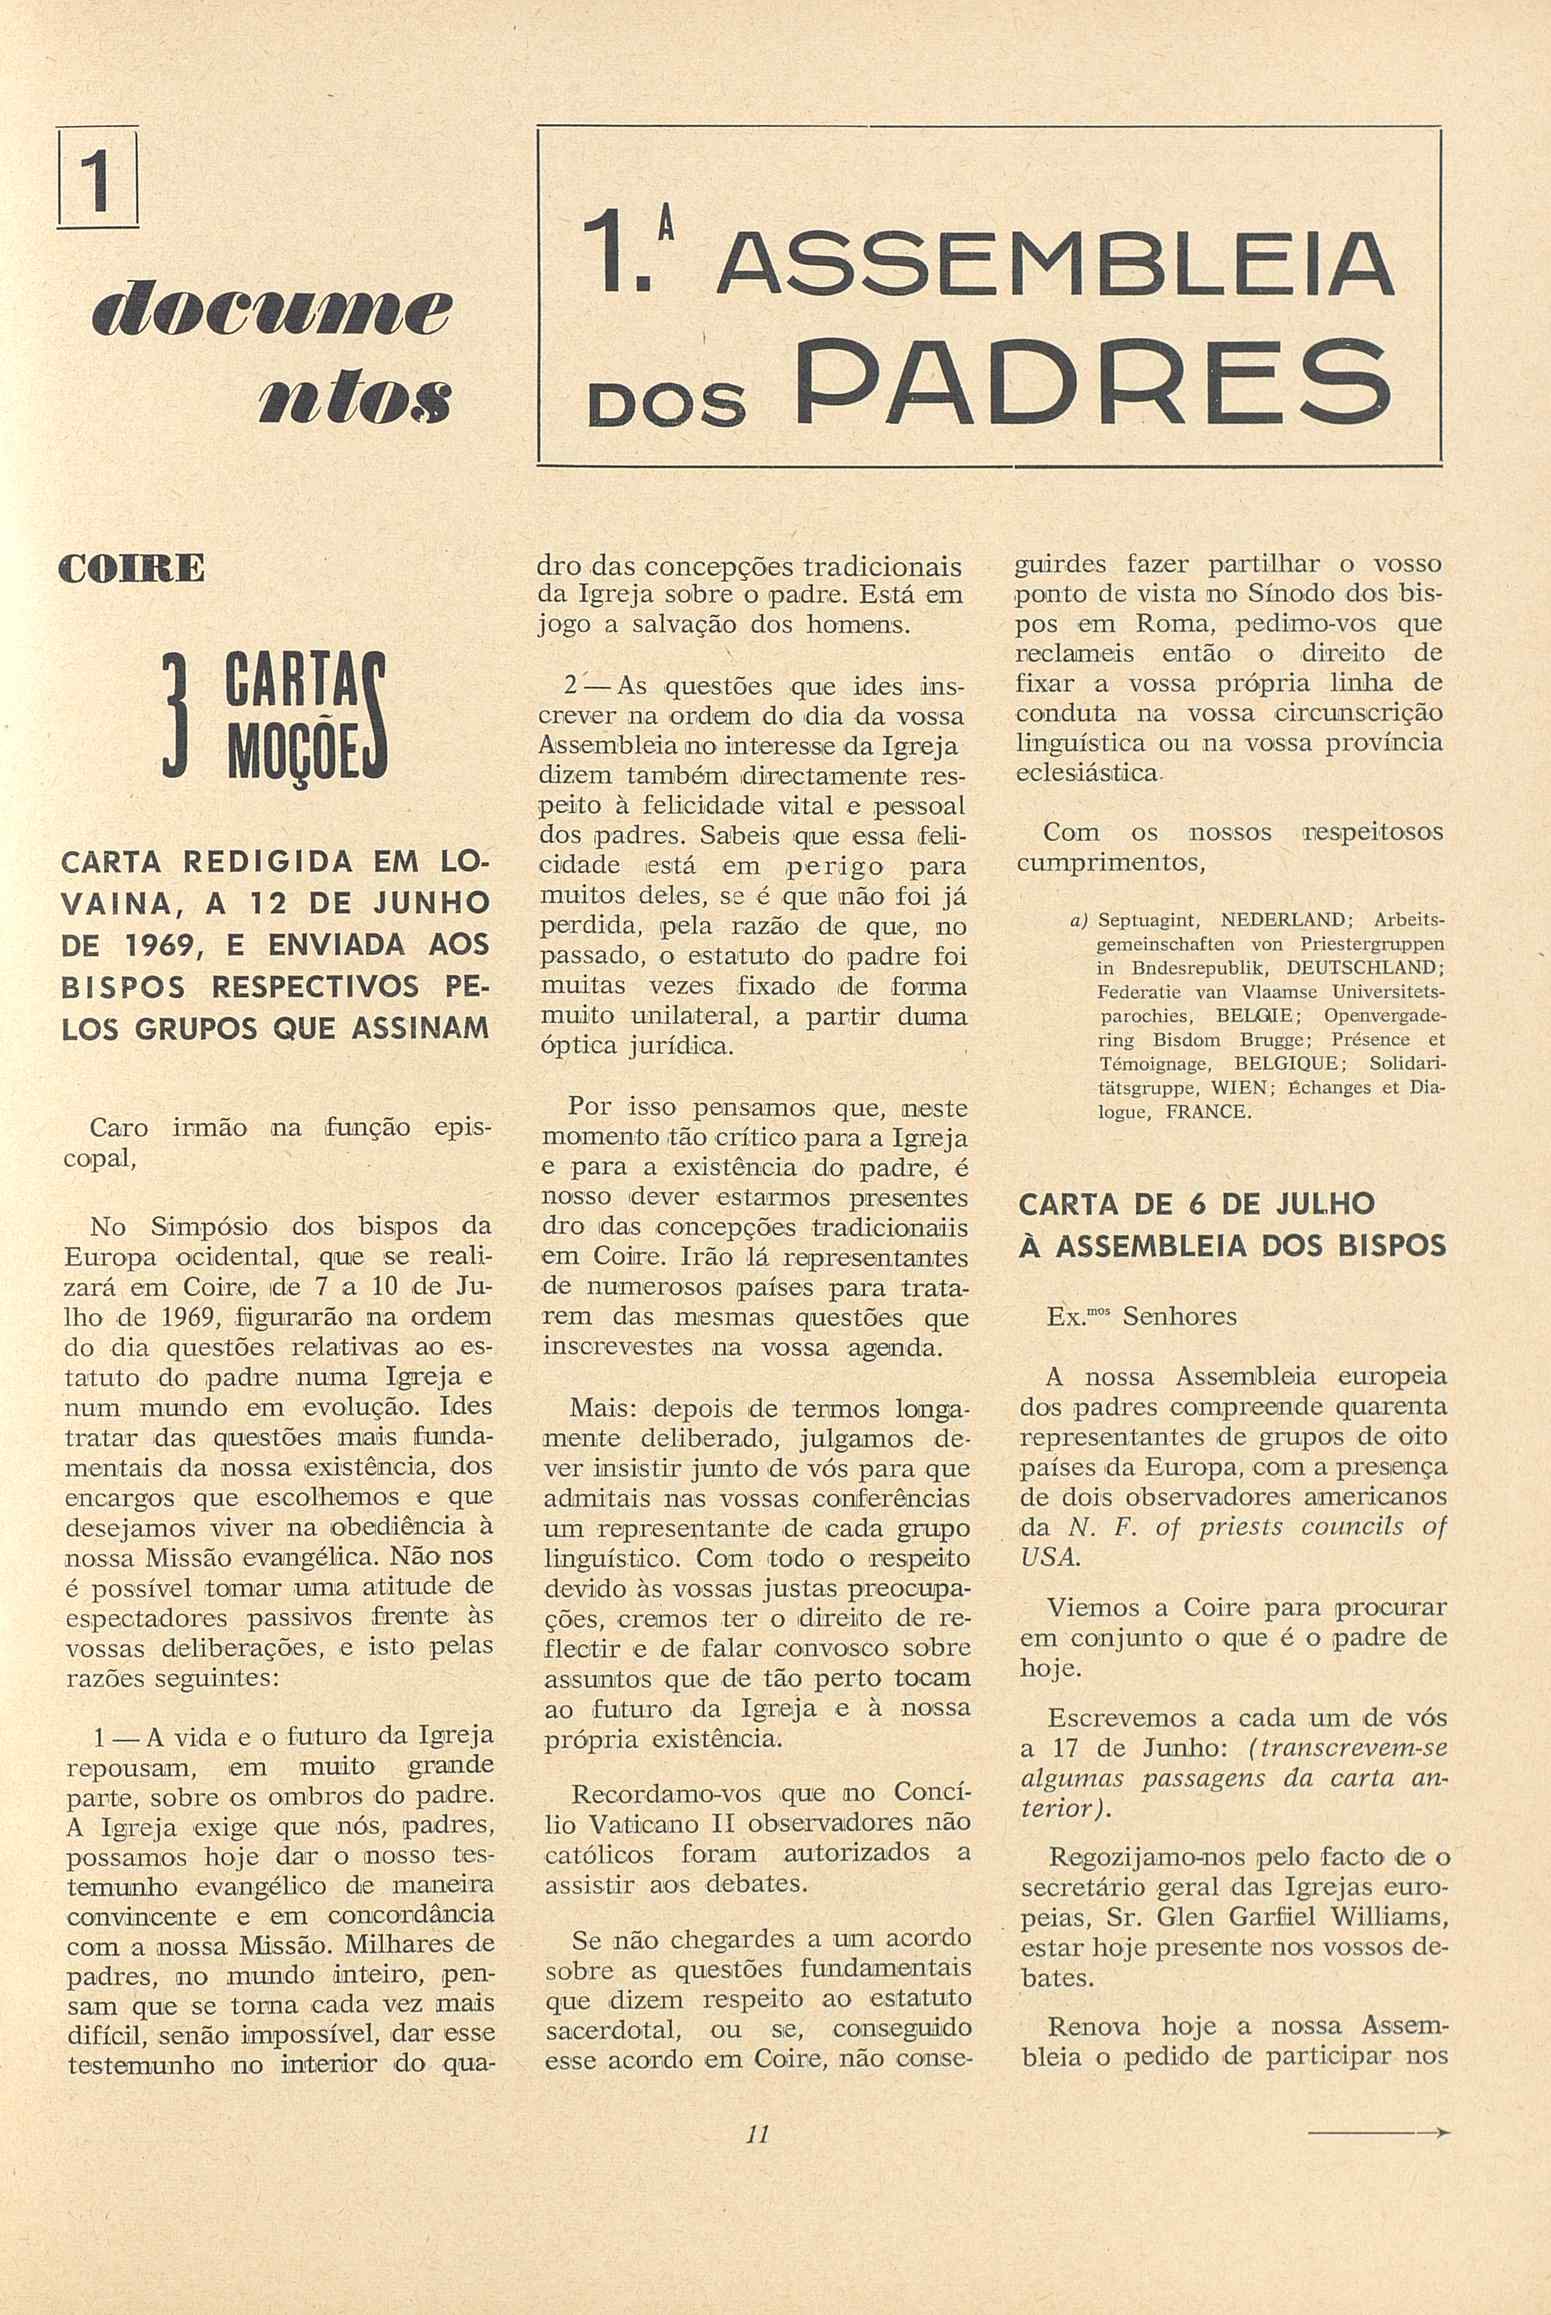 1
docume
ntos
1.ᴬ ASSEMBLEIA
DOS PADRES
COIRE
3 CARTAS
MOÇÕES
CARTA REDIGIDA EM LO-
VAINA, A 12 DE JUNHO
DE 1969, E ENVIADA AOS
BISPOS RESPECTIVOS PE-
LOS GRUPOS QUE ASSINAM
Caro irmão na função epis-
copal,
No Simpósio dos bispos da
Europa ocidental, que se reali-
zará em Coire, de 7 a 10 de Ju-
lho de 1969, figurarão na ordem
do dia questões relativas ao es-
tatuto do padre numa Igreja e
num mundo em evolução. Ides
tratar das questões mais funda-
mentais da nossa existência, dos
encargos que escolhemos e que
desejamos viver na obediência à
nossa Missão evangélica. Não nos
é possível tomar uma atitude de
espectadores passivos frente às
vossas deliberações, e isto pelas
razões seguintes:
1 — A vida e o futuro da Igreja
repousam, em muito grande
parte, sobre os ombros do padre.
A Igreja exige que nós, padres,
possamos hoje dar o nosso tes-
temunho evangélico de maneira
convincente e em concordância
com a nossa Missão. Milhares de
padres, no mundo inteiro, pen-
sam que se torna cada vez mais
difícil, senão impossível, dar esse
testemunho no interior do qua-
dro das concepções tradicionais
da Igreja sobre o padre. Está em
jogo a salvação dos homens.
2 — As questões que ides ins-
crever na ordem do dia da vossa
Assembleia no interesse da Igreja
dizem também directamente res-
peito à felicidade vital e pessoal
dos padres. Sabeis que essa feli-
cidade está em perigo para
muitos deles, se é que não foi já
perdida, pela razão de que, no
passado, o estatuto do padre foi
muitas vezes fixado de forma
muito unilateral, a partir duma
óptica jurídica.
Por isso pensamos que, neste
momento tão crítico para a Igreja
e para a existência do padre, é
nosso dever estarmos presentes
dro das concepções tradicionaiis
em Coire. Irão lá representantes
de numerosos países para trata-
rem das mesmas questões que
inscrevestes na vossa agenda.
Mais: depois de termos longa-
mente deliberado, julgamos de-
ver insistir junto de vós para que
admitais nas vossas conferências
um representante de cada grupo
linguístico. Com todo o respeito
devido às vossas justas preocupa-
ções, cremos ter o direito de re-
flectir e de falar convosco sobre
assuntos que de tão perto tocam
ao futuro da Igreja e à nossa
própria existência.
Recordamo-vos que no Concí-
lio Vaticano II observadores não
católicos foram autorizados a
assistir aos debates.
Se não chegardes a um acordo
sobre as questões fundamentais
que dizem respeito ao estatuto
sacerdotal, ou se, conseguido
esse acordo em Coire, não conse-
guirdes fazer partilhar o vosso
ponto de vista no Sínodo dos bis-
pos em Roma, pedimo-vos que
reclameis então o direito de
fixar a vossa própria linha de
conduta na vossa circunscrição
linguística ou na vossa província
eclesiástica.
Com os nossos respeitosos
cumprimentos,
a) Septuagint, NEDERLAND; Arbeits-
gemeinschaften von Priestergruppen
in Bndesrepublik, DEUTSCHLAND;
Federatie van Vlaamse Universitets-
parochies, BELGIE; Openvergade-
ring Bisdom Brugge; Présence et
Témoignage, BELGIQUE; Solidari-
tätsgruppe, WIEN; Échanges et Dia-
logue, FRANCE.
CARTA DE 6 DE JULHO
À ASSEMBLEIA DOS BISPOS
Ex.mos Senhores
A nossa Assembleia europeia
dos padres compreende quarenta
representantes de grupos de oito
países da Europa, com a presença
de dois observadores americanos
da N. F. of priests councils of
USA.
Viemos a Coire para procurar
em conjunto o que é o padre de
hoje.
Escrevemos a cada um de vós
a 17 de Junho: (transcrevem-se
algumas passagens da carta an-
terior).
Regozijamo-nos pelo facto de o
secretário geral das Igrejas euro-
peias, Sr. Glen Garfiel Williams,
estar hoje presente nos vossos de-
bates.
Renova hoje a nossa Assem-
bleia o pedido de participar nos
11